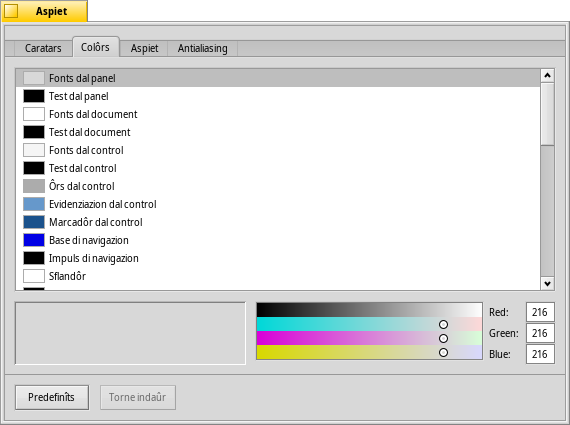 Aspiet
Caratars Colôrs Aspiet Antialiasing
Fonts dal panel
Test dal panel
Fonts dal document
Test dal document
Fonts dal control
Test dal control
Ôrs dal control
Evidenziazion dal control
Marcadôr dal control
Base di navigazion
Impuls di navigazion
Sflandôr
Red: 216
Green: 216
Blue: 216
Predefinîts Torne indaûr